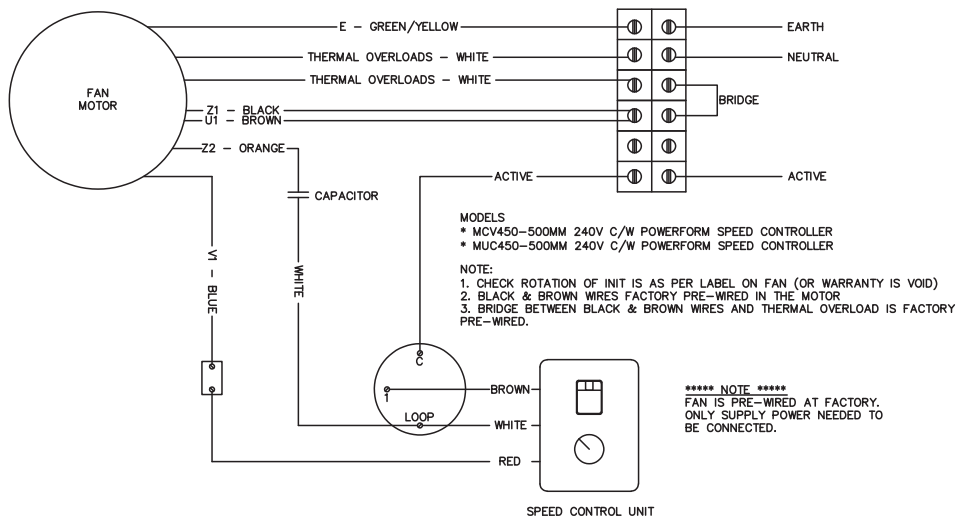 E - GREEN/YELLOW
EARTH
THERMAL OVERLOADS - WHITE
NEUTRAL
THERMAL OVERLOADS - WHITE
FAN
MOTOR
BRIDGE
Z1 - BLACK
U1 - BROWN
Z2 - ORANGE
ACTIVE
ACTIVE
CAPACITOR
MODELS
* MCV450-500MM 240V C/W POWERFORM SPEED CONTROLLER
* MUC450-500MM 240V C/W POWERFORM SPEED CONTROLLER
V1 - BLUE
WHITE
NOTE:
1. CHECK ROTATION OF INIT IS AS PER LABEL ON FAN (OR WARRANTY IS VOID)
2. BLACK & BROWN WIRES FACTORY PRE-WIRED IN THE MOTOR
3. BRIDGE BETWEEN BLACK & BROWN WIRES AND THERMAL OVERLOAD IS FACTORY
PRE-WIRED.
C
1
BROWN
LOOP
WHITE
RED
***** NOTE *****
FAN IS PRE-WIRED AT FACTORY.
ONLY SUPPLY POWER NEEDED TO
BE CONNECTED.
SPEED CONTROL UNIT